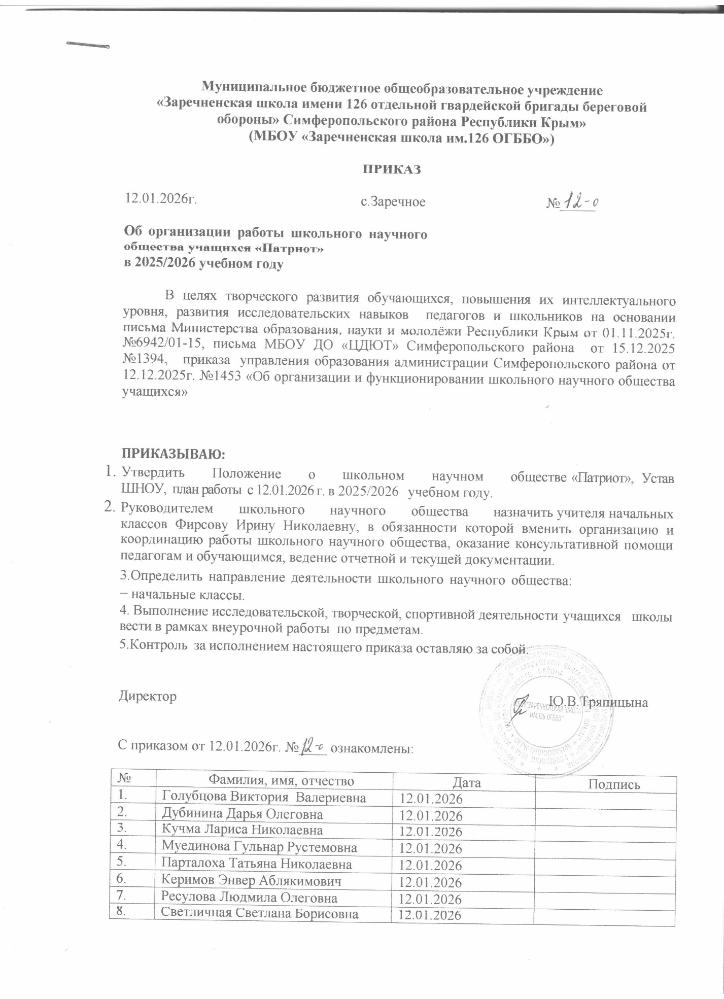 Муниципальное бюджетное общеобразовательное учреждение
«Заречненская школа имени 126 отдельной гвардейской бригады береговой
обороны» Симферопольского района Республики Крым»
(МБОУ «Заречненская школа им.126 ОГББО»)
ПРИКАЗ
12.01.2026г. с.Заречное №12-о
Об организации работы школьного научного
общества учащихся «Патриот»
в 2025/2026 учебном году
В целях творческого развития обучающихся, повышения их интеллектуального
уровня, развития исследовательских навыков педагогов и школьников на основании
письма Министерства образования, науки и молодёжи Республики Крым от 01.11.2025г.
№6942/01-15, письма МБОУ ДО «ЦДЮТ» Симферопольского района от 15.12.2025
№1394, приказа управления образования администрации Симферопольского района от
12.12.2025г. №1453 «Об организации и функционировании школьного научного общества
учащихся»
ПРИКАЗЫВАЮ:
1. Утвердить Положение о школьном научном обществе «Патриот», Устав
ШНОУ, план работы с 12.01.2026 г. в 2025/2026 учебном году.
2. Руководителем школьного научного общества назначить учителя начальных
классов Фирсову Ирину Николаевну, в обязанности которой вменить организацию и
координацию работы школьного научного общества, оказание консультативной помощи
педагогам и обучающимся, ведение отчетной и текущей документации.
3.Определить направление деятельности школьного научного общества:
– начальные классы.
4. Выполнение исследовательской, творческой, спортивной деятельности учащихся школы
вести в рамках внеурочной работы по предметам.
5.Контроль за исполнением настоящего приказа оставляю за собой.
Директор Ю.В.Тряпицына
МБОУ "ЗАРЕЧНЕНСКАЯ ШКОЛА
ИМ.126 ОГББО"
С приказом от 12.01.2026г. №12-о ознакомлены:
№ Фамилия, имя, отчество Дата Подпись
1. Голубцова Виктория Валериевна 12.01.2026
2. Дубинина Дарья Олеговна 12.01.2026
3. Кучма Лариса Николаевна 12.01.2026
4. Муединова Гульнар Рустемовна 12.01.2026
5. Парталоха Татьяна Николаевна 12.01.2026
6. Керимов Энвер Аблякимович 12.01.2026
7. Ресулова Людмила Олеговна 12.01.2026
8. Светличная Светлана Борисовна 12.01.2026